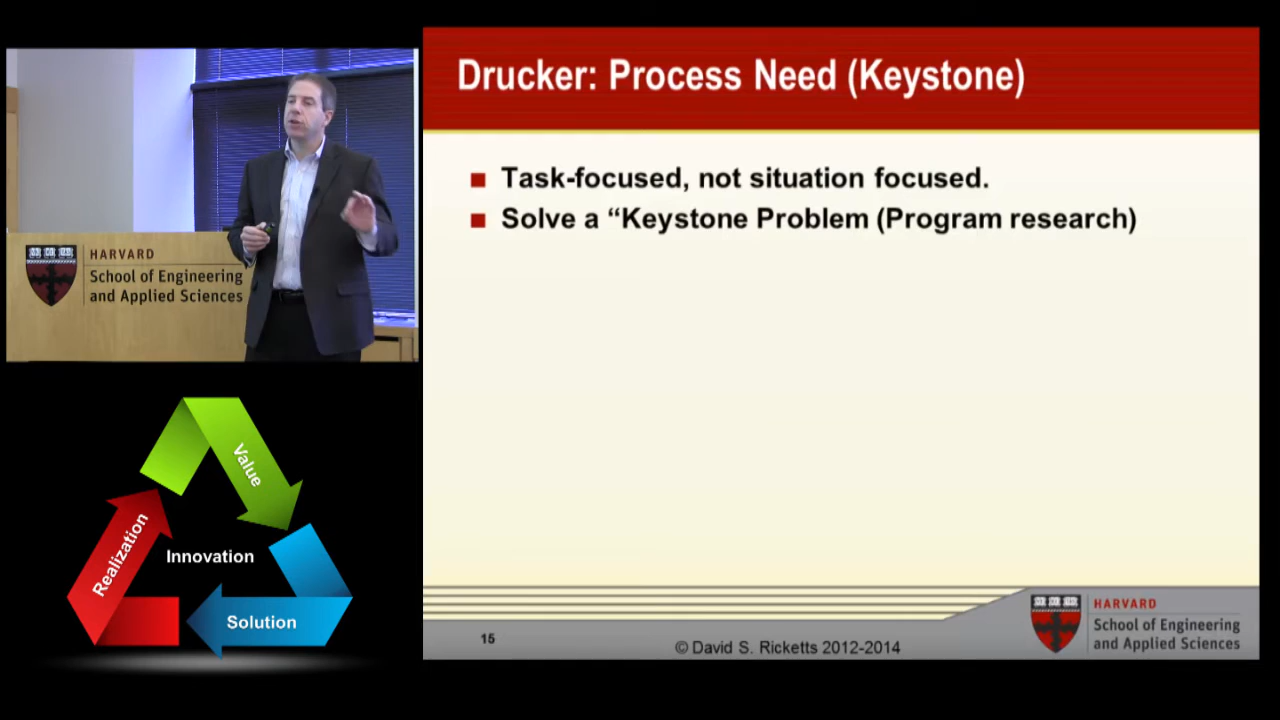 Drucker: Process Need (Keystone)
Task-focused, not situation focused.
Solve a “Keystone Problem (Program research)
HARVARD
School of Engineering
and Applied Sciences
Value
Realization
Innovation
Solution
15
© David S. Ricketts 2012-2014
HARVARD
School of Engineering
and Applied Sciences